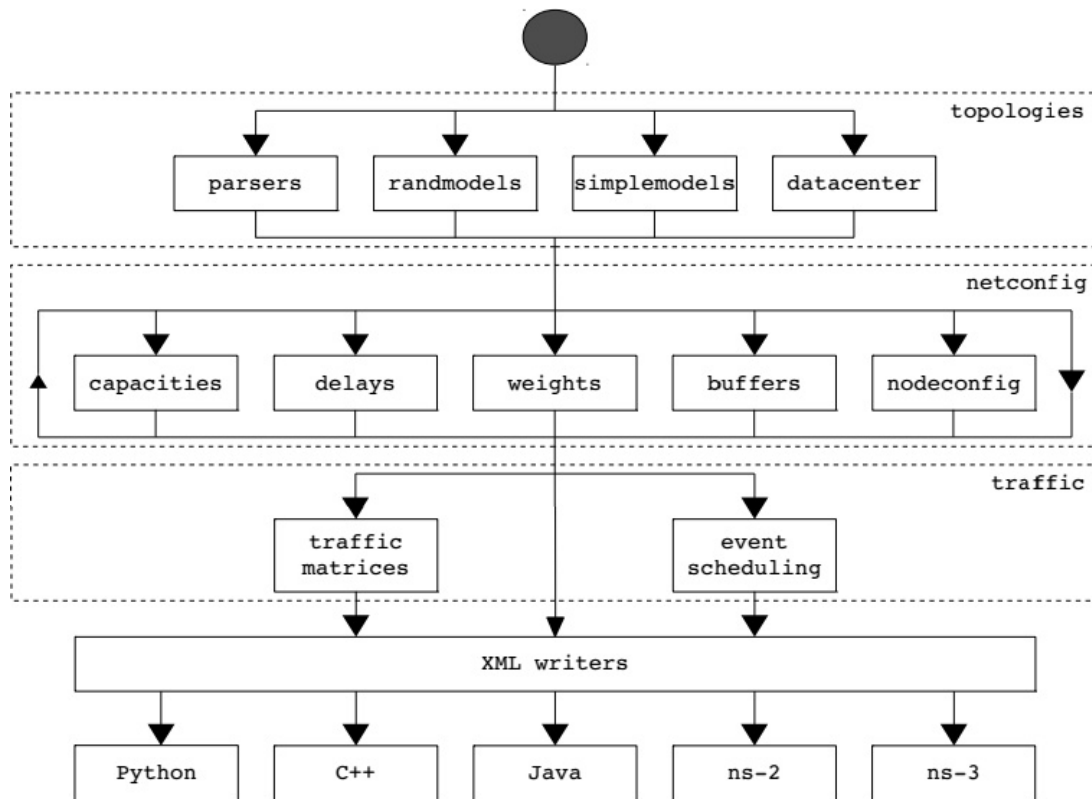 topologies
parsers
randmodels
simplemodels
datacenter
netconfig
capacities
delays
weights
buffers
nodeconfig
traffic
traffic
matrices
event
scheduling
XML writers
Python
C++
Java
ns-2
ns-3